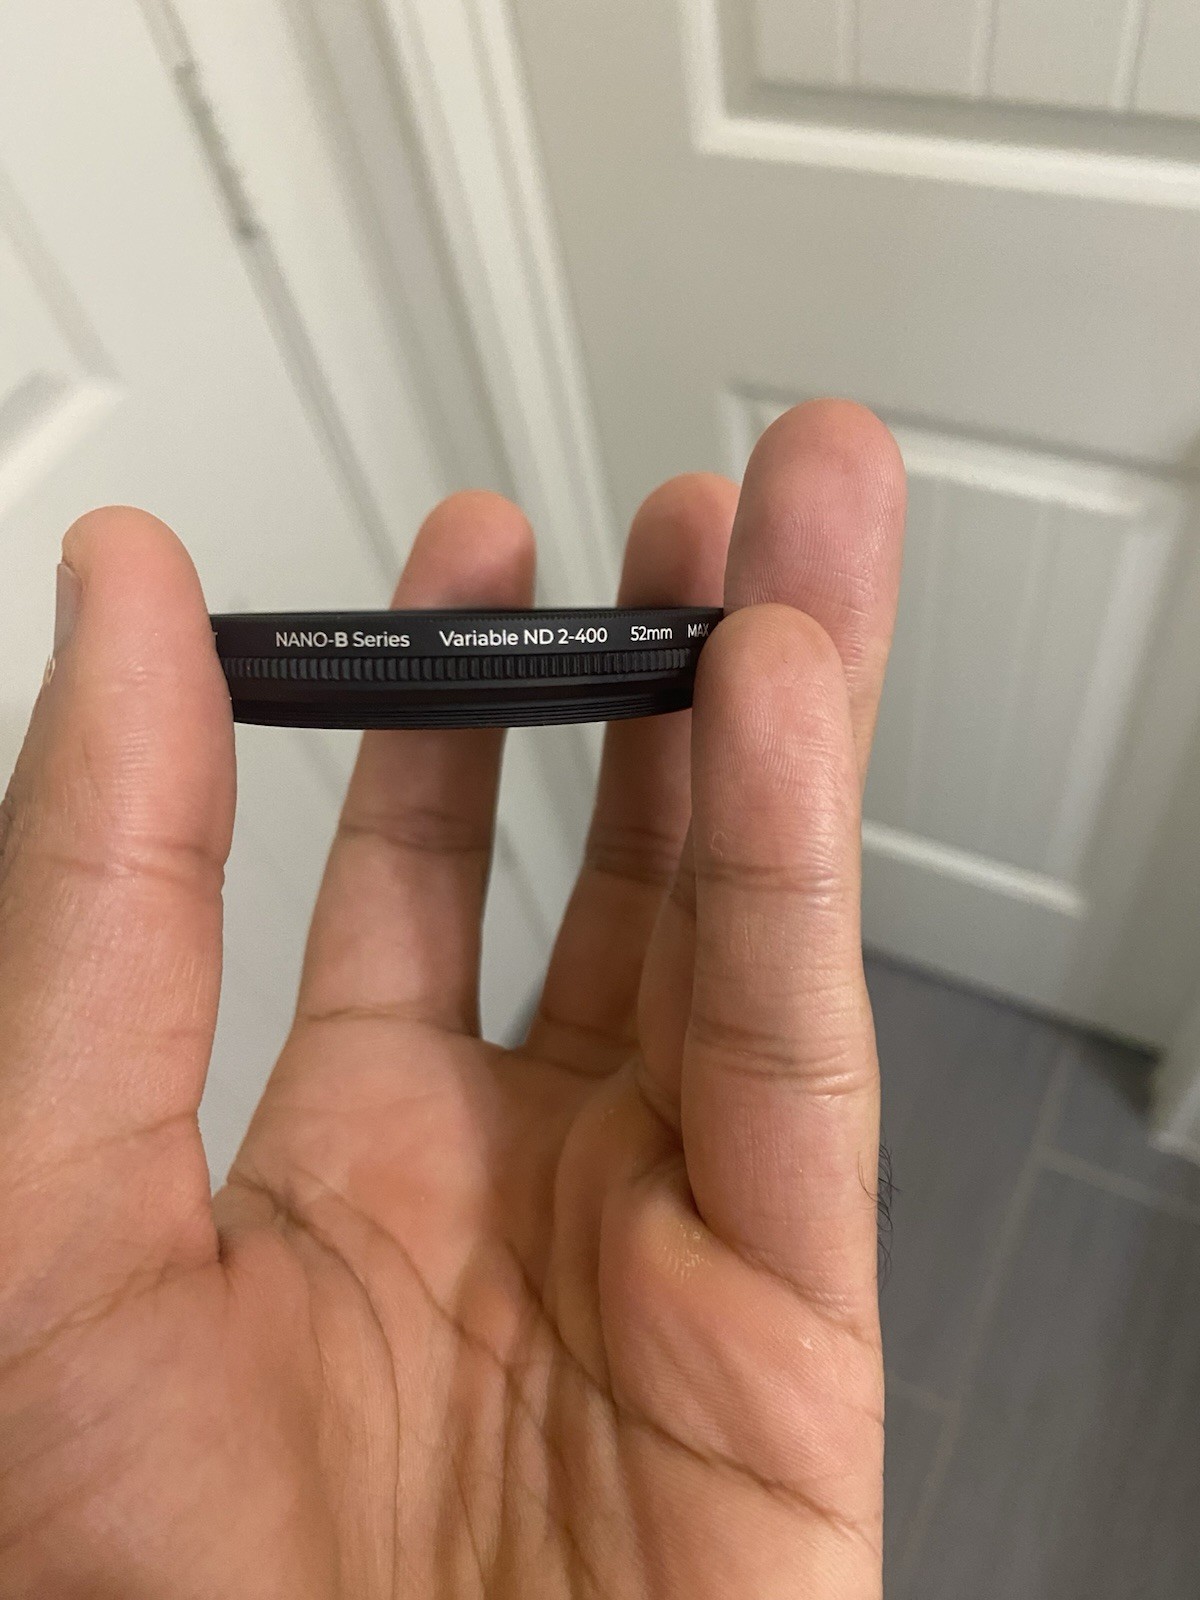 NANO-B Series Variable ND 2-400 52mm MAX